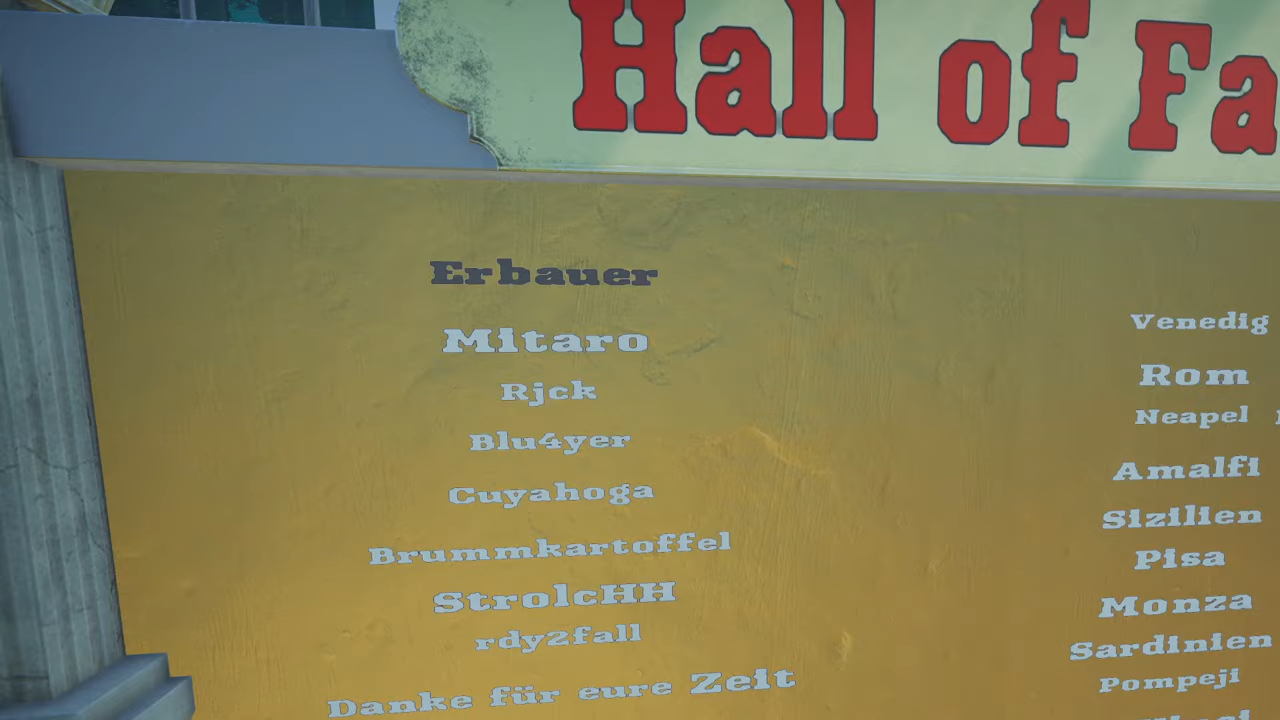 Hall of Fa
Erbauer
Mitaro
Rjck
Blu4yer
Cuyahoga
Brummkartoffel
StrolcHH
rdy2fall
Danke für eure Zeit
Venedig
Rom
Neapel
Amalfi
Sizilien
Pisa
Monza
Sardinien
Pompeji